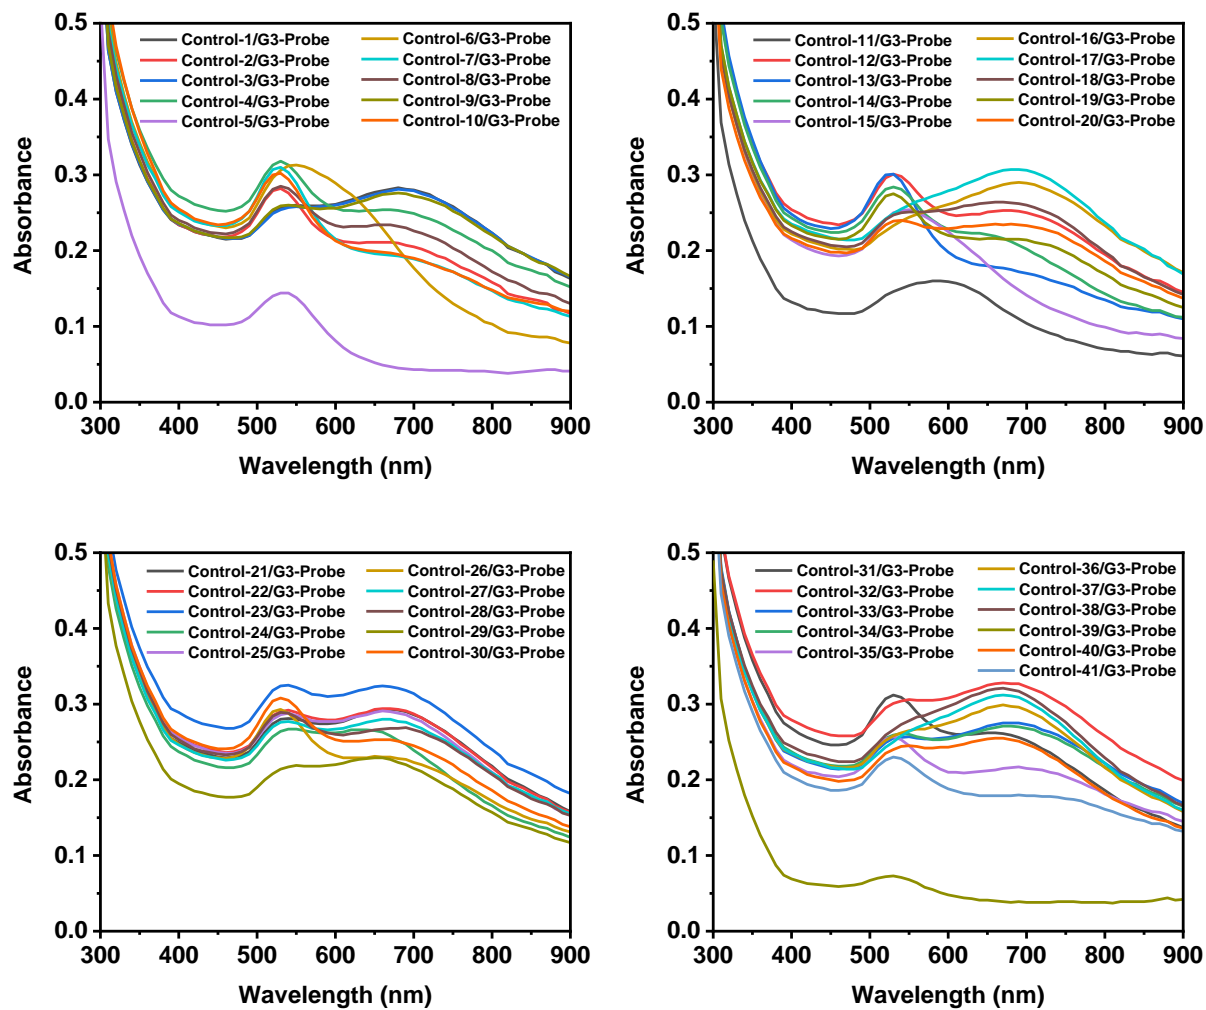 0.5
0.4
0.3
0.2
0.1
0.0
Absorbance
Control-1/G3-Probe
Control-2/G3-Probe
Control-3/G3-Probe
Control-4/G3-Probe
Control-5/G3-Probe
Control-6/G3-Probe
Control-7/G3-Probe
Control-8/G3-Probe
Control-9/G3-Probe
Control-10/G3-Probe
300 400 500 600 700 800 900
Wavelength (nm)
0.5
0.4
0.3
0.2
0.1
0.0
Absorbance
Control-11/G3-Probe
Control-12/G3-Probe
Control-13/G3-Probe
Control-14/G3-Probe
Control-15/G3-Probe
Control-16/G3-Probe
Control-17/G3-Probe
Control-18/G3-Probe
Control-19/G3-Probe
Control-20/G3-Probe
300 400 500 600 700 800 900
Wavelength (nm)
0.5
0.4
0.3
0.2
0.1
0.0
Absorbance
Control-21/G3-Probe
Control-22/G3-Probe
Control-23/G3-Probe
Control-24/G3-Probe
Control-25/G3-Probe
Control-26/G3-Probe
Control-27/G3-Probe
Control-28/G3-Probe
Control-29/G3-Probe
Control-30/G3-Probe
300 400 500 600 700 800 900
Wavelength (nm)
0.5
0.4
0.3
0.2
0.1
0.0
Absorbance
Control-31/G3-Probe
Control-32/G3-Probe
Control-33/G3-Probe
Control-34/G3-Probe
Control-35/G3-Probe
Control-36/G3-Probe
Control-37/G3-Probe
Control-38/G3-Probe
Control-39/G3-Probe
Control-40/G3-Probe
Control-41/G3-Probe
300 400 500 600 700 800 900
Wavelength (nm)